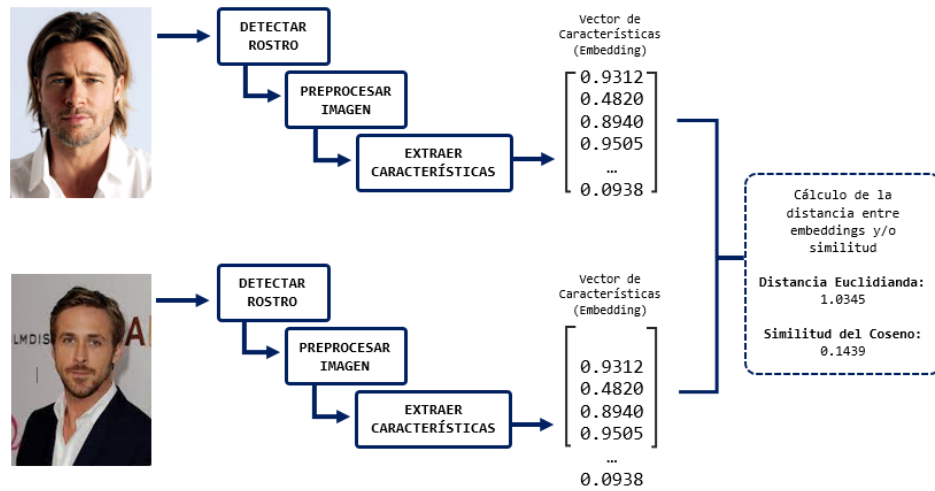 DETECTAR
ROSTRO
PREPROCESAR
IMAGEN
EXTRAER
CARACTERÍSTICAS
Vector de
Características
(Embedding)
0.9312
0.4820
0.8940
0.9505
…
0.0938
DETECTAR
ROSTRO
PREPROCESAR
IMAGEN
EXTRAER
CARACTERÍSTICAS
Vector de
Características
(Embedding)
0.9312
0.4820
0.8940
0.9505
…
0.0938
Cálculo de la
distancia entre
embeddings y/o
similitud
Distancia Euclidianda:
1.0345
Similitud del Coseno:
0.1439
LMDIS